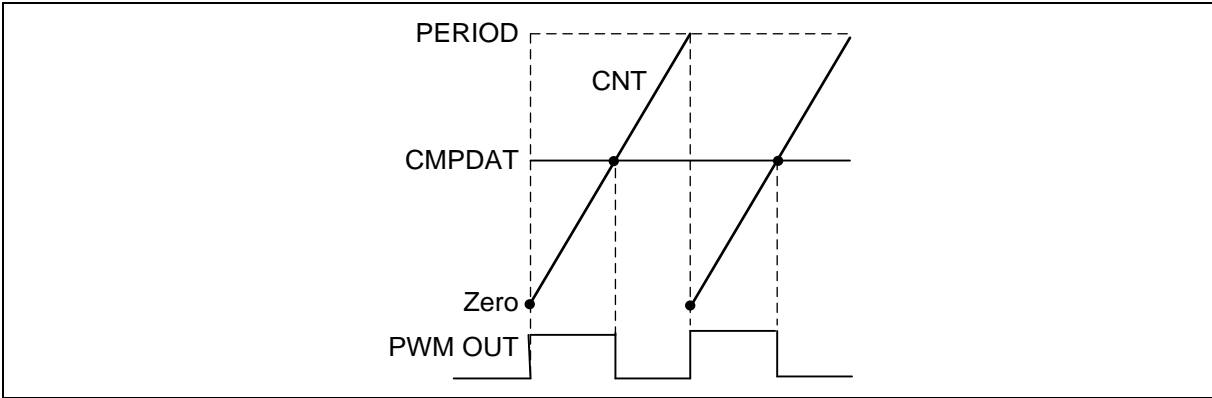 PERIOD
CNT
CMPDAT
Zero
PWM OUT